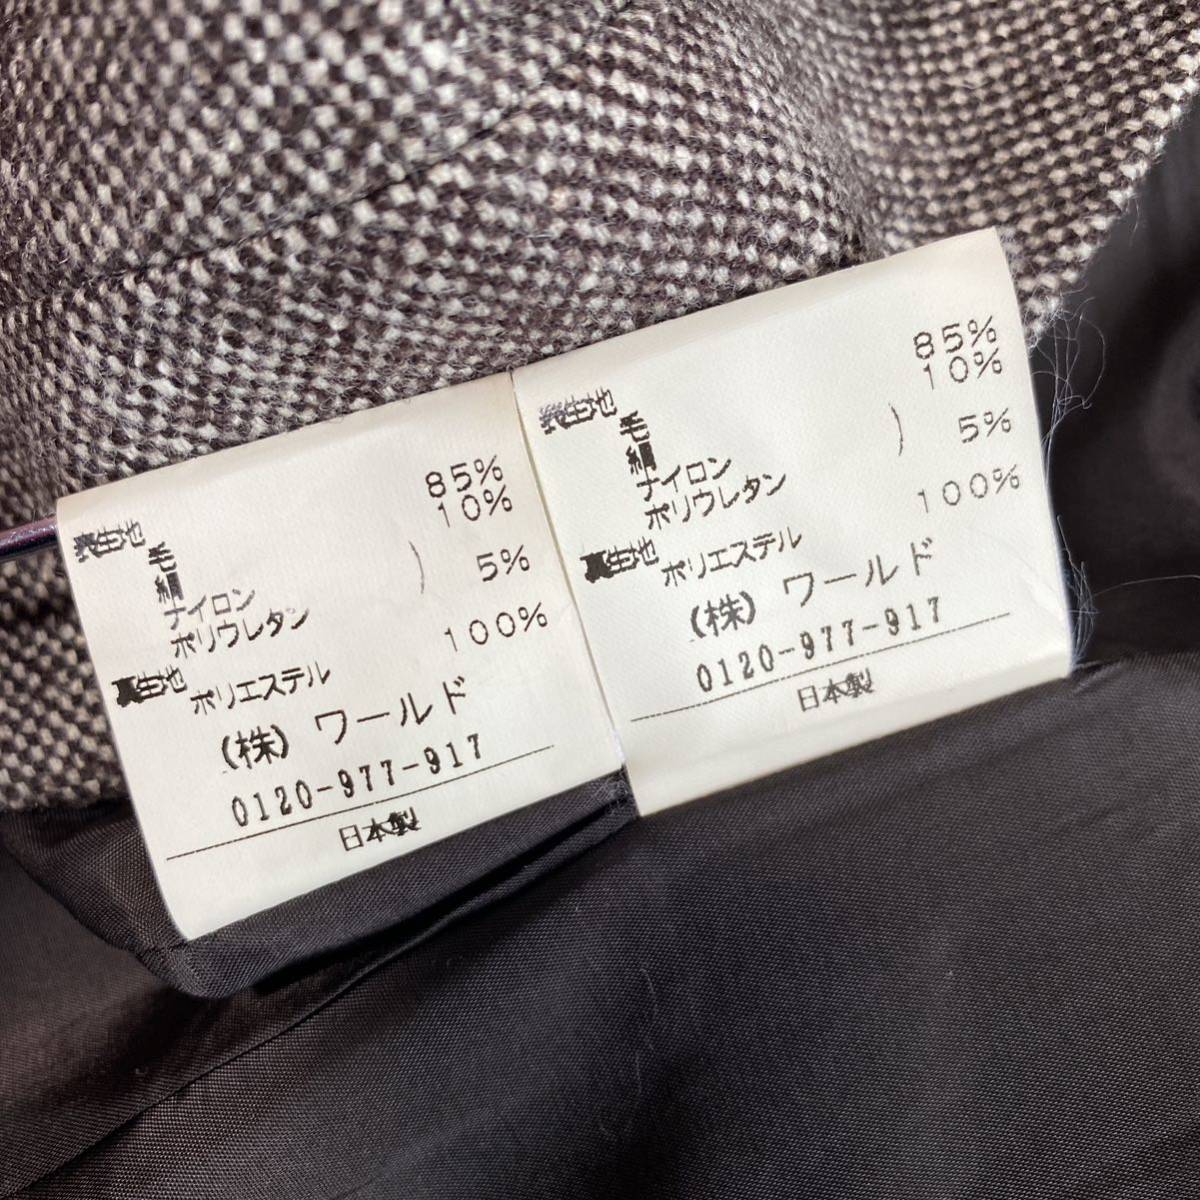 表生地
毛 85%
絹 10%
ナイロン
ポリウレタン ) 5%
裏生地
ポリエステル 100%
(株) ワールド
0120-977-917
日本製
表生地
毛 85%
絹 10%
ナイロン
ポリウレタン ) 5%
裏生地
ポリエステル 100%
(株) ワールド
0120-977-917
日本製